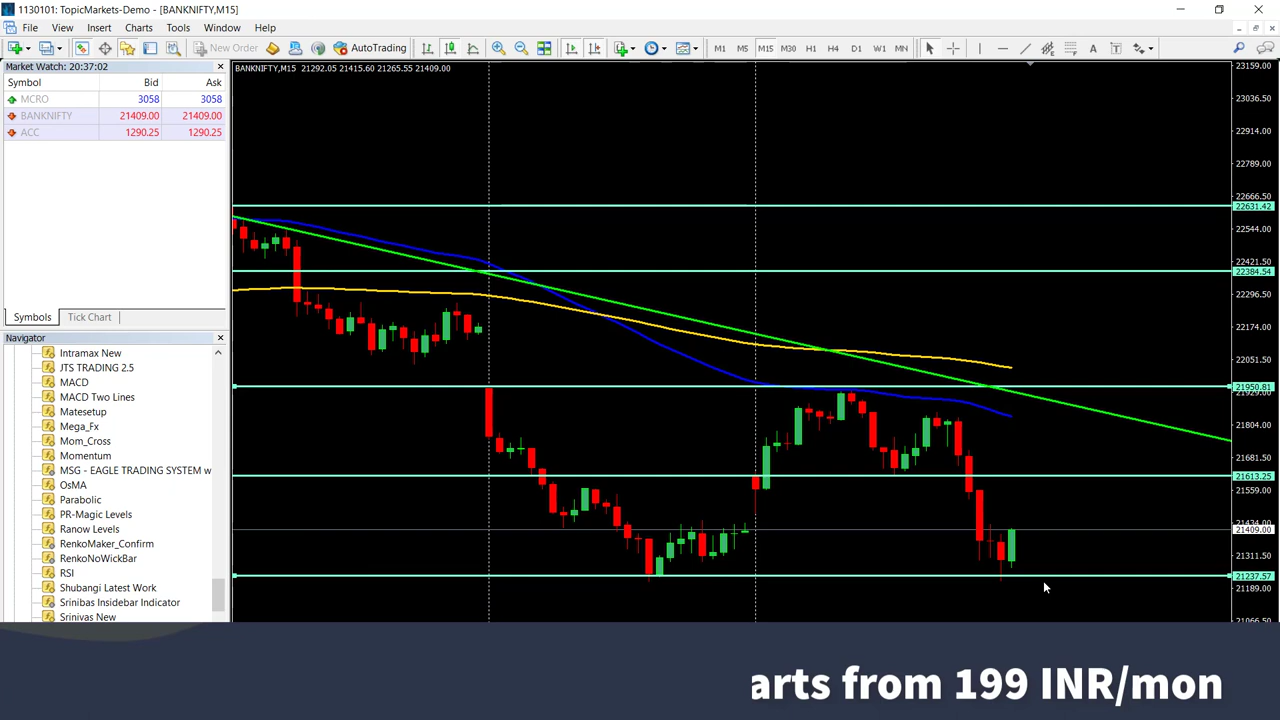 1130101: TopicMarkets-Demo - [BANKNIFTY,M15]
File View Insert Charts Tools Window Help
New Order AutoTrading M1 M5 M15 M30 H1 H4 D1 W1 MN A T
Market Watch: 20:37:02
Symbol Bid Ask
MCRO 3058 3058
BANKNIFTY 21409.00 21409.00
ACC 1290.25 1290.25
Symbols Tick Chart
Navigator
Intramax New
JTS TRADING 2.5
MACD
MACD Two Lines
Matesetup
Mega_Fx
Mom_Cross
Momentum
MSG - EAGLE TRADING SYSTEM w
OsMA
Parabolic
PR-Magic Levels
Ranow Levels
RenkoMaker_Confirm
RenkoNoWickBar
RSI
Shubangi Latest Work
Srinibas Insidebar Indicator
Srinivas New
BANKNIFTY,M15 21292.05 21415.60 21265.55 21409.00
23159.00
23036.50
22914.00
22789.00
22666.50
22631.42
22544.00
22421.50
22384.54
22296.50
22174.00
22051.50
21950.81
21929.00
21804.00
21681.50
21613.25
21559.00
21434.00
21409.00
21311.50
21237.57
21189.00
21066.50
arts from 199 INR/mon